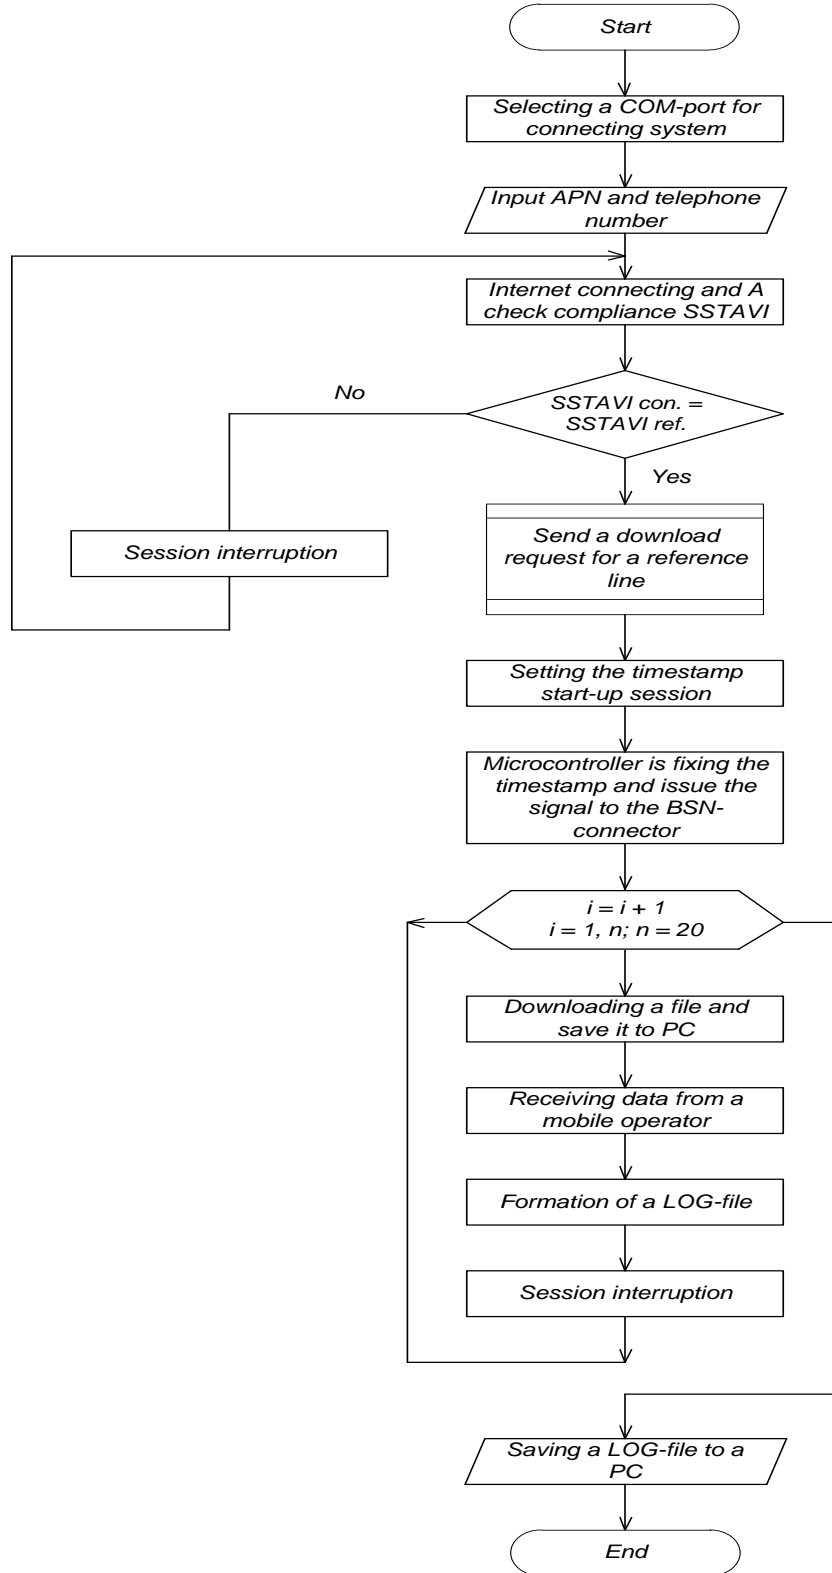 Start
Selecting a COM-port for
connecting system
Input APN and telephone
number
Internet connecting and A
check compliance SSTAVI
No
SSTAVI con. =
SSTAVI ref.
Yes
Session interruption
Send a download
request for a reference
line
Setting the timestamp
start-up session
Microcontroller is fixing the
timestamp and issue the
signal to the BSN-
connector
i = i + 1
i = 1, n; n = 20
Downloading a file and
save it to PC
Receiving data from a
mobile operator
Formation of a LOG-file
Session interruption
Saving a LOG-file to a
PC
End